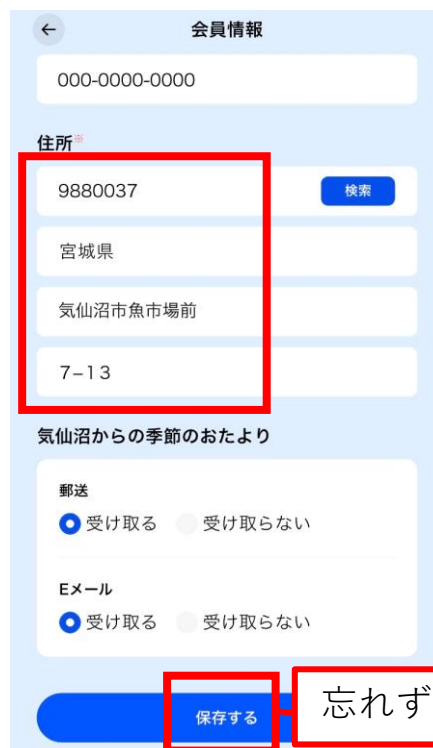 会員情報
000-0000-0000
住所※
9880037 検索
宮城県
気仙沼市魚市場前
7−13
気仙沼からの季節のおたより
郵送
受け取る 受け取らない
Eメール
受け取る 受け取らない
保存する
忘れず